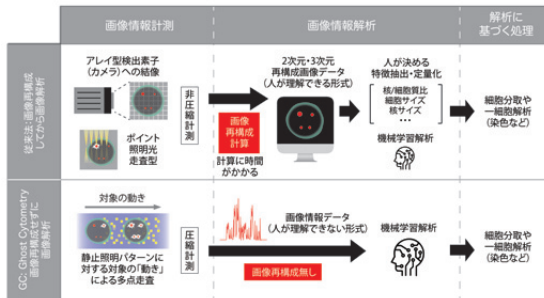 画像情報計測
画像情報解析
解析に
基づく処理
従来法:画像再構成
してから画像解析
アレイ型検出素子
(カメラ)への結像
ポイント
照明光
走査型
非圧縮計測
画像
再構成
計算
計算に時間
がかかる
2次元・3次元
再構成画像データ
(人が理解できる形式)
人が決める
特徴抽出・定量化
核/細胞質比
細胞サイズ
核サイズ
…
機械学習解析
細胞分取や
一細胞解析
(染色など)
GC: Ghost Cytometry
画像再構成せずに
画像解析
対象の動き
静止照明パターンに
対する対象の「動き」
による多点走査
圧縮計測
画像情報データ
(人が理解できない形式)
画像再構成無し
機械学習解析
細胞分取や
一細胞解析
(染色など)